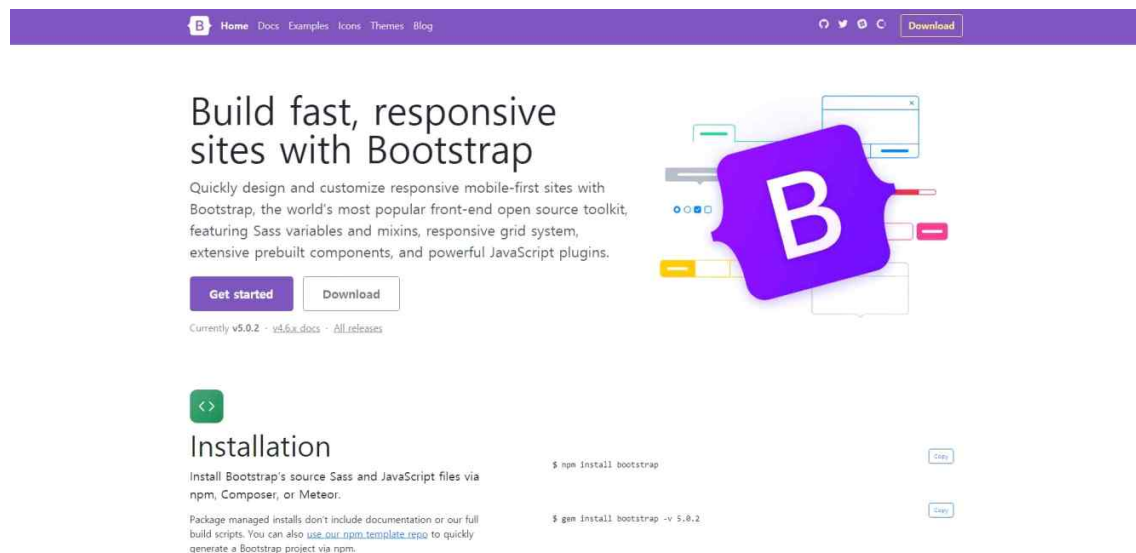 B Home Docs Examples Icons Themes Blog Download
Build fast, responsive
sites with Bootstrap
Quickly design and customize responsive mobile-first sites with
Bootstrap, the world's most popular front-end open source toolkit,
featuring Sass variables and mixins, responsive grid system,
extensive prebuilt components, and powerful JavaScript plugins.
Get started Download
Currently v5.0.2 · v4.6.x docs · All releases
B
Installation
Install Bootstrap's source Sass and JavaScript files via
npm, Composer, or Meteor.
Package managed installs don't include documentation or our full
build scripts. You can also use our npm template repo to quickly
generate a Bootstrap project via npm.
$ npm install bootstrap Copy
$ gem install bootstrap -v 5.0.2 Copy